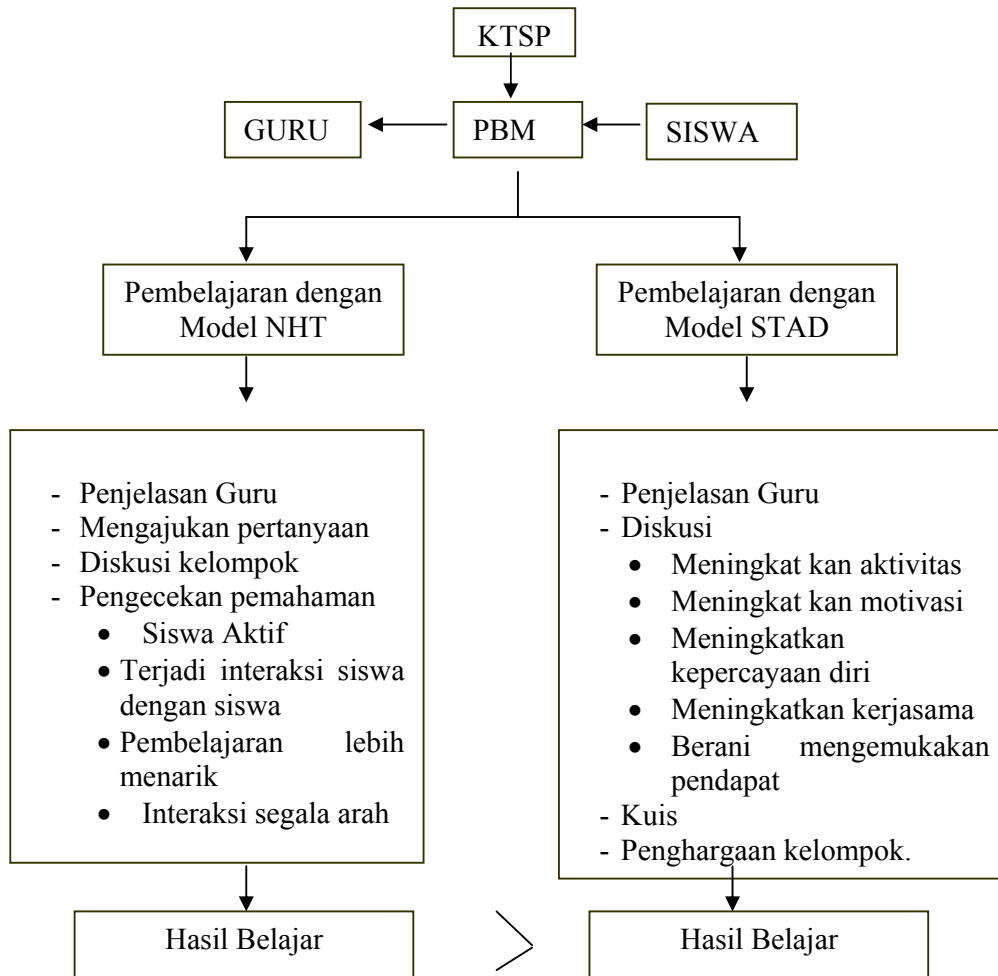 KTSP
GURU
PBM
SISWA
Pembelajaran dengan
Model NHT
Pembelajaran dengan
Model STAD
- Penjelasan Guru
- Mengajukan pertanyaan
- Diskusi kelompok
- Pengecekan pemahaman
• Siswa Aktif
• Terjadi interaksi siswa
dengan siswa
• Pembelajaran lebih
menarik
• Interaksi segala arah
- Penjelasan Guru
- Diskusi
• Meningkat kan aktivitas
• Meningkat kan motivasi
• Meningkatkan
kepercayaan diri
• Meningkatkan kerjasama
• Berani mengemukakan
pendapat
- Kuis
- Penghargaan kelompok.
Hasil Belajar
>
Hasil Belajar